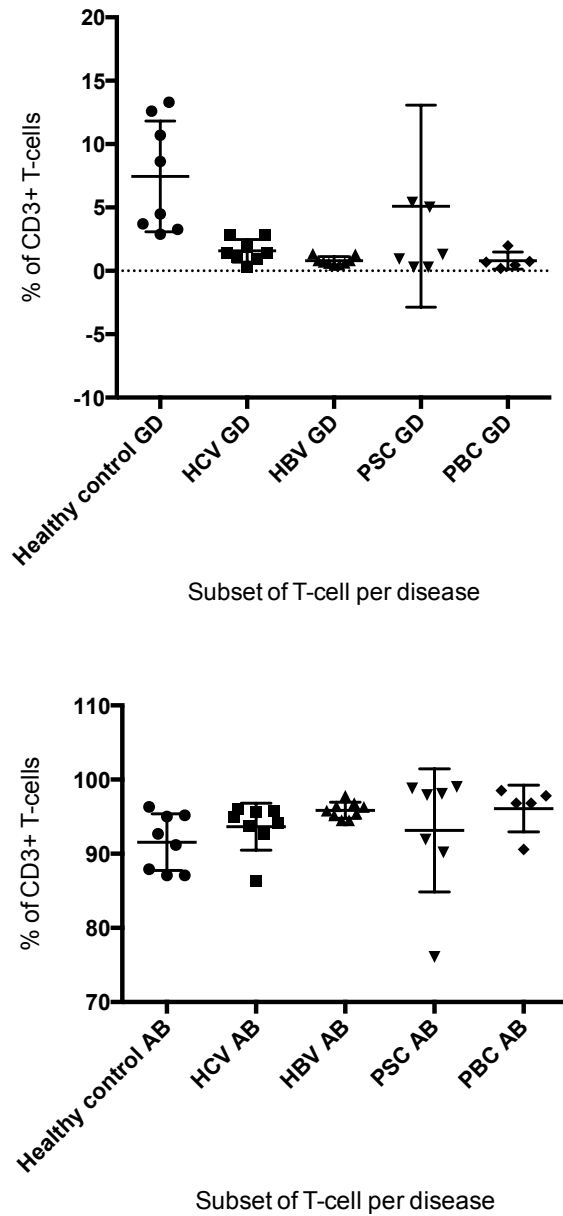 20
15
10
5
0
-5
-10
% of CD3+ T-cells
Healthy control GD
HCV GD
HBV GD
PSC GD
PBC GD
Subset of T-cell per disease
110
100
90
80
70
% of CD3+ T-cells
Healthy control AB
HCV AB
HBV AB
PSC AB
PBC AB
Subset of T-cell per disease